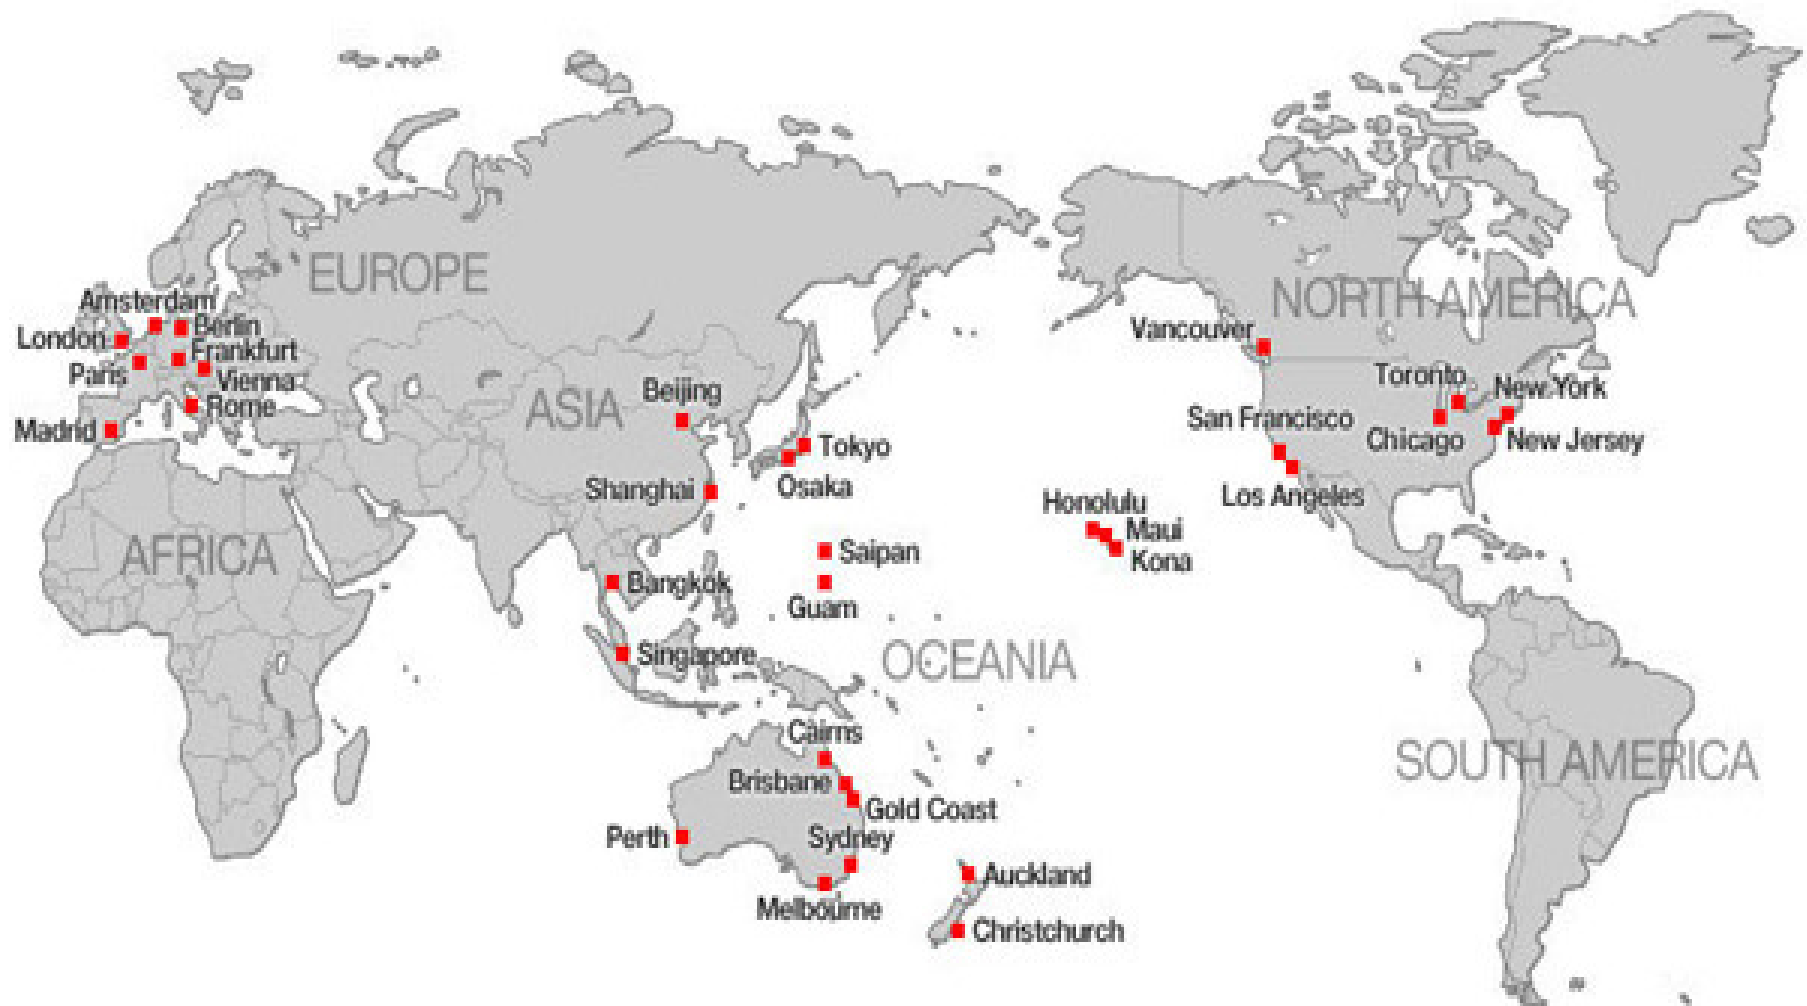 EUROPE
NORTH AMERICA
Amsterdam
Berlin
London
Vancouver
Frankfurt
Paris
Vienna
Toronto
New York
ASIA
Beijing
Rome
San Francisco
Madrid
Chicago
New Jersey
Tokyo
Shanghai
Osaka
Los Angeles
Honolulu
Maui
AFRICA
Saipan
Kona
Bangkok
Guam
Singapore
OCEANIA
Cairns
SOUTH AMERICA
Brisbane
Gold Coast
Perth
Sydney
Auckland
Melbourne
Christchurch